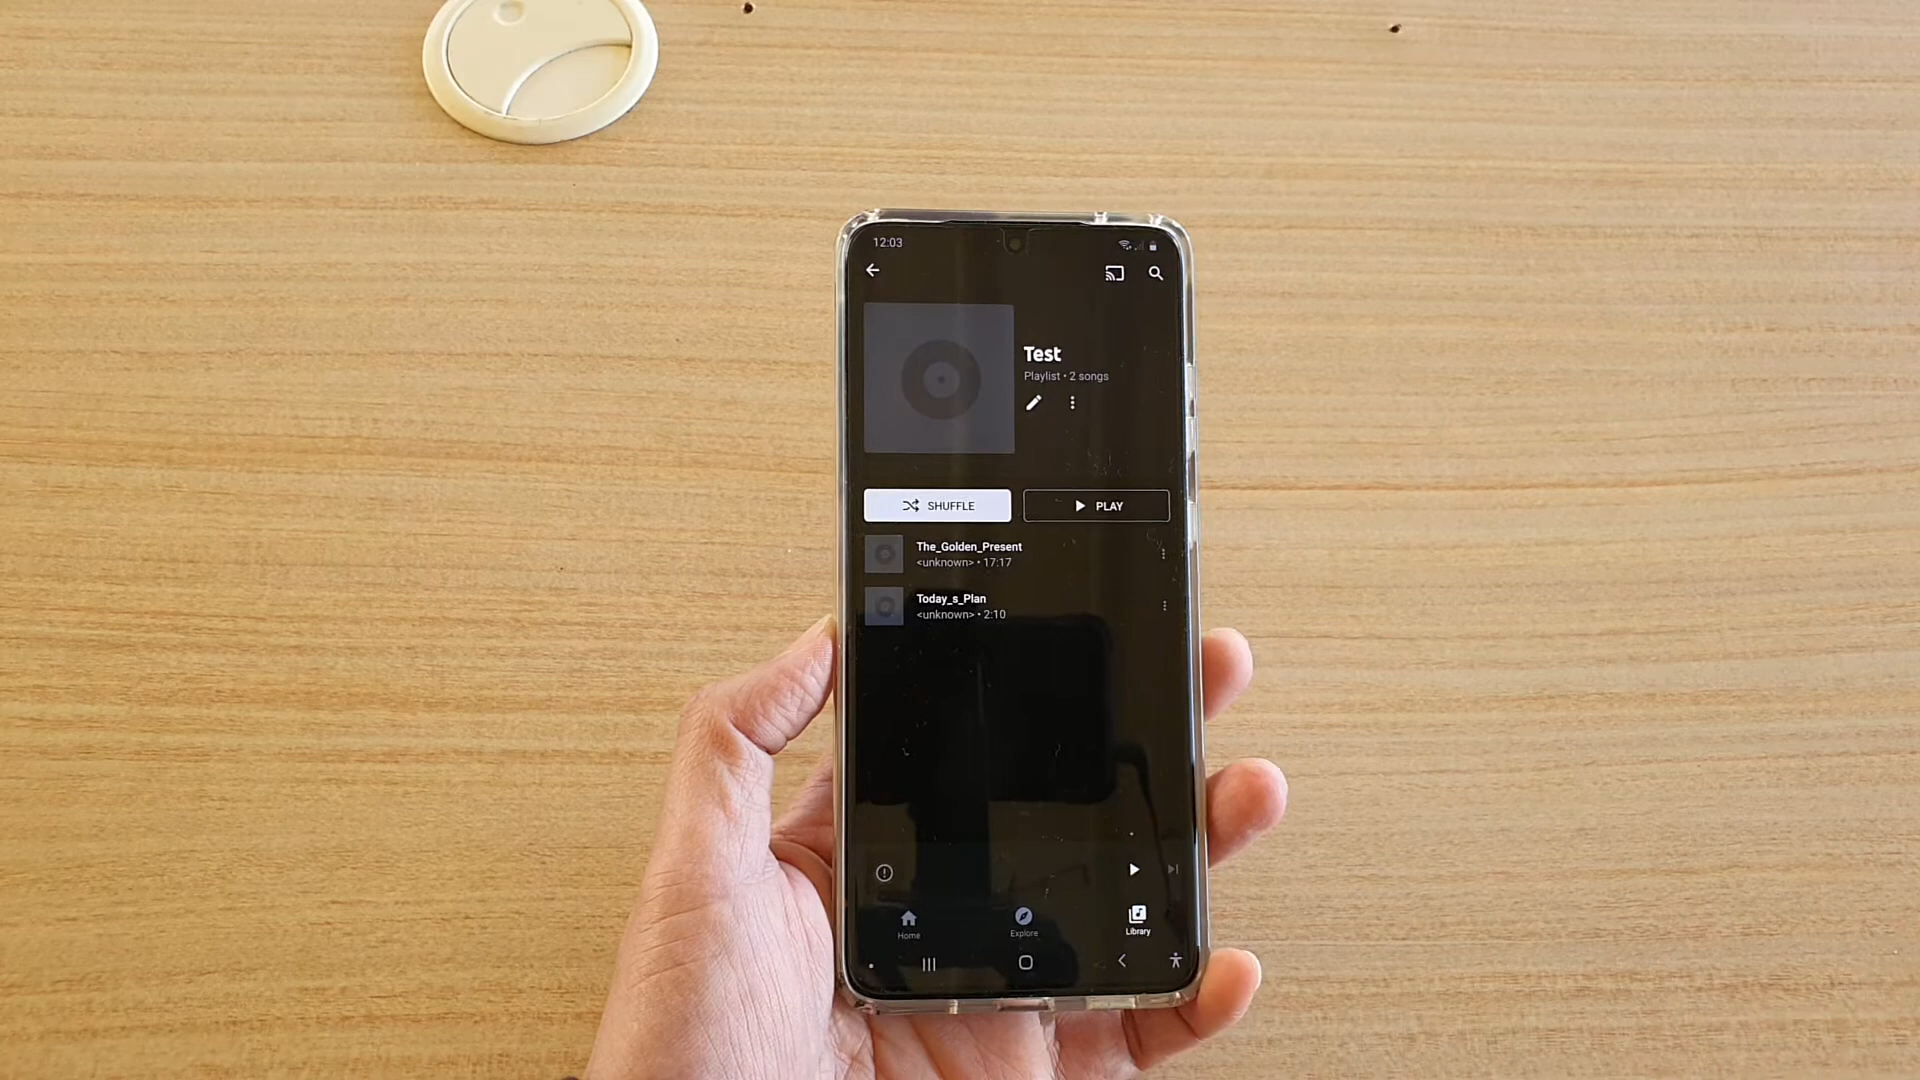 12:03
Test
Playlist • 2 songs
SHUFFLE
PLAY
The_Golden_Present
<unknown> • 17:17
Today_s_Plan
<unknown> • 2:10
Home
Explore
Library